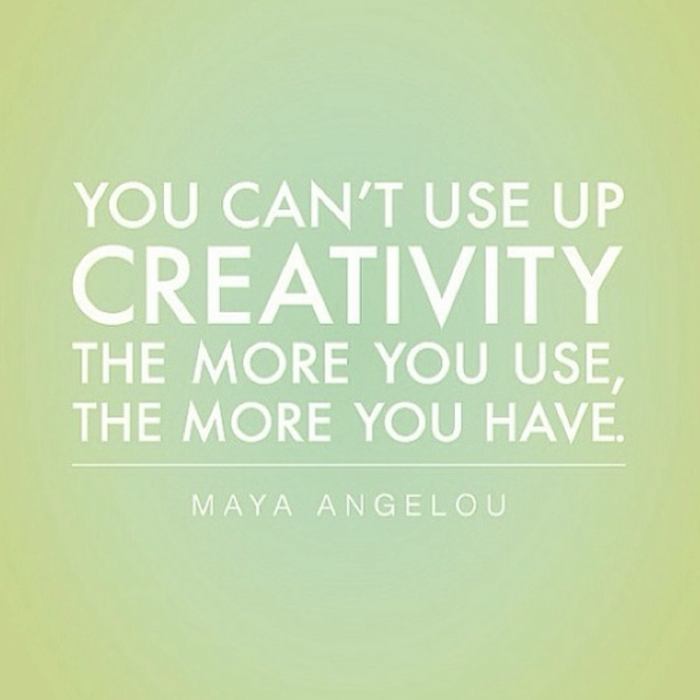 YOU CAN'T USE UP
CREATIVITY
THE MORE YOU USE,
THE MORE YOU HAVE.
MAYA ANGELOU